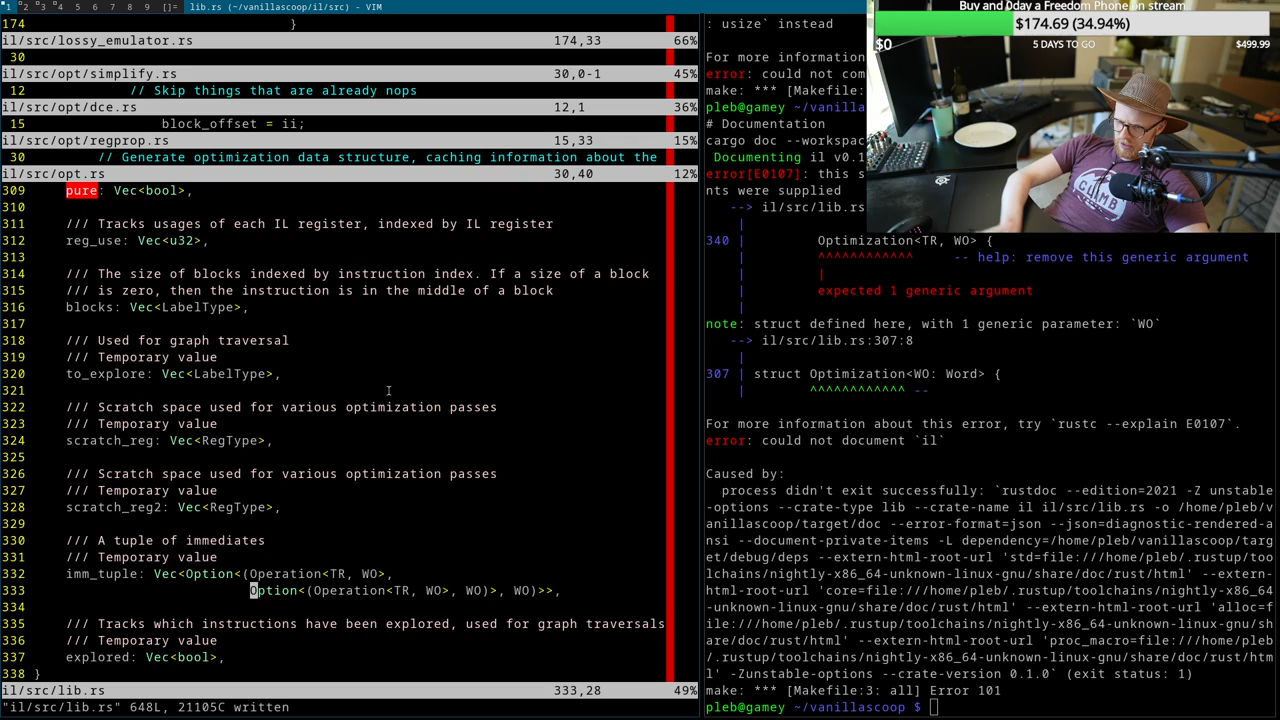 1 2 3 4 5 6 7 8 9 []= lib.rs (~/vanillascoop/il/src) - VIM
174 }
il/src/lossy_emulator.rs 174,33 66%
30
il/src/opt/simplify.rs 30,0-1 45%
12 // Skip things that are already nops
il/src/opt/dce.rs 12,1 36%
15 block_offset = ii;
il/src/opt/regprop.rs 15,33 15%
30 // Generate optimization data structure, caching information about the
il/src/opt.rs 30,40 12%
309 pure: Vec<bool>,
310
311 /// Tracks usages of each IL register, indexed by IL register
312 reg_use: Vec<u32>,
313
314 /// The size of blocks indexed by instruction index. If a size of a block
315 /// is zero, then the instruction is in the middle of a block
316 blocks: Vec<LabelType>,
317
318 /// Used for graph traversal
319 /// Temporary value
320 to_explore: Vec<LabelType>,
321
322 /// Scratch space used for various optimization passes
323 /// Temporary value
324 scratch_reg: Vec<RegType>,
325
326 /// Scratch space used for various optimization passes
327 /// Temporary value
328 scratch_reg2: Vec<RegType>,
329
330 /// A tuple of immediates
331 /// Temporary value
332 imm_tuple: Vec<Option<(Operation<TR, WO>,
333 Option<(Operation<TR, WO>, WO)>, WO)>>,
334
335 /// Tracks which instructions have been explored, used for graph traversals
336 /// Temporary value
337 explored: Vec<bool>,
338 }
il/src/lib.rs 333,28 49%
"il/src/lib.rs" 648L, 21105C written
: usize` instead
For more information
error: could not com
make: *** [Makefile:
pleb@gamey ~/vanilla
# Documentation
cargo doc --workspac
Documenting il v0.1
error[E0107]: this s
nts were supplied
--> il/src/lib.rs
|
340 | Optimization<TR, WO> {
| ^^^^^^^^^^^^ -- help: remove this generic argument
| |
| expected 1 generic argument
|
note: struct defined here, with 1 generic parameter: `WO`
--> il/src/lib.rs:307:8
|
307 | struct Optimization<WO: Word> {
| ^^^^^^^^^^^^ --
For more information about this error, try `rustc --explain E0107`.
error: could not document `il`
Caused by:
process didn't exit successfully: `rustdoc --edition=2021 -Z unstable
-options --crate-type lib --crate-name il il/src/lib.rs -o /home/pleb/v
anillascoop/target/doc --error-format=json --json=diagnostic-rendered-a
nsi --document-private-items -L dependency=/home/pleb/vanillascoop/targ
et/debug/deps --extern-html-root-url 'std=file:///home/pleb/.rustup/too
lchains/nightly-x86_64-unknown-linux-gnu/share/doc/rust/html' --extern-
html-root-url 'core=file:///home/pleb/.rustup/toolchains/nightly-x86_64
-unknown-linux-gnu/share/doc/rust/html' --extern-html-root-url 'alloc=f
ile:///home/pleb/.rustup/toolchains/nightly-x86_64-unknown-linux-gnu/sh
are/doc/rust/html' --extern-html-root-url 'proc_macro=file:///home/pleb
/.rustup/toolchains/nightly-x86_64-unknown-linux-gnu/share/doc/rust/htm
l' -Zunstable-options --crate-version 0.1.0` (exit status: 1)
make: *** [Makefile:3: all] Error 101
pleb@gamey ~/vanillascoop $
Buy and Dday a Freedom Phone on stream
$174.69 (34.94%)
$0 5 DAYS TO GO $499.99
CLIMB